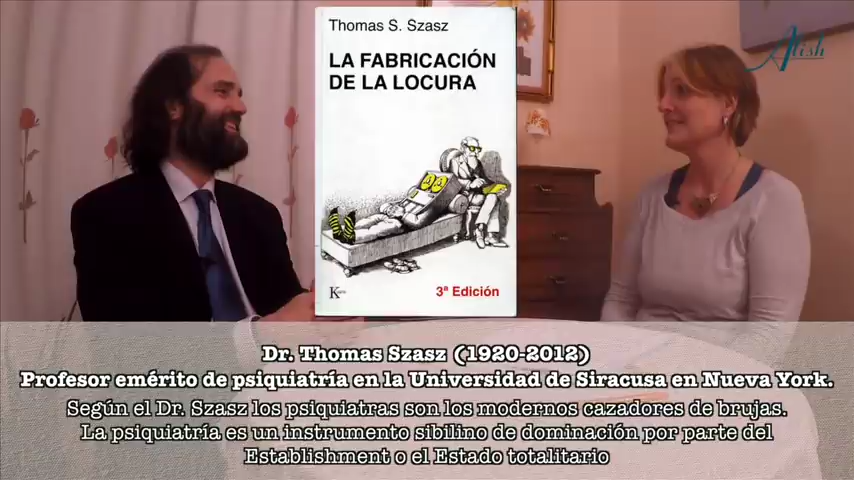 Thomas S. Szasz
LA FABRICACIÓN
DE LA LOCURA
3ª Edición
Alish
Dr. Thomas Szasz (1920-2012)
Profesor emérito de psiquiatría en la Universidad de Siracusa en Nueva York.
Según el Dr. Szasz los psiquiatras son los modernos cazadores de brujas.
La psiquiatría es un instrumento sibilino de dominación por parte del
Establishment o el Estado totalitario